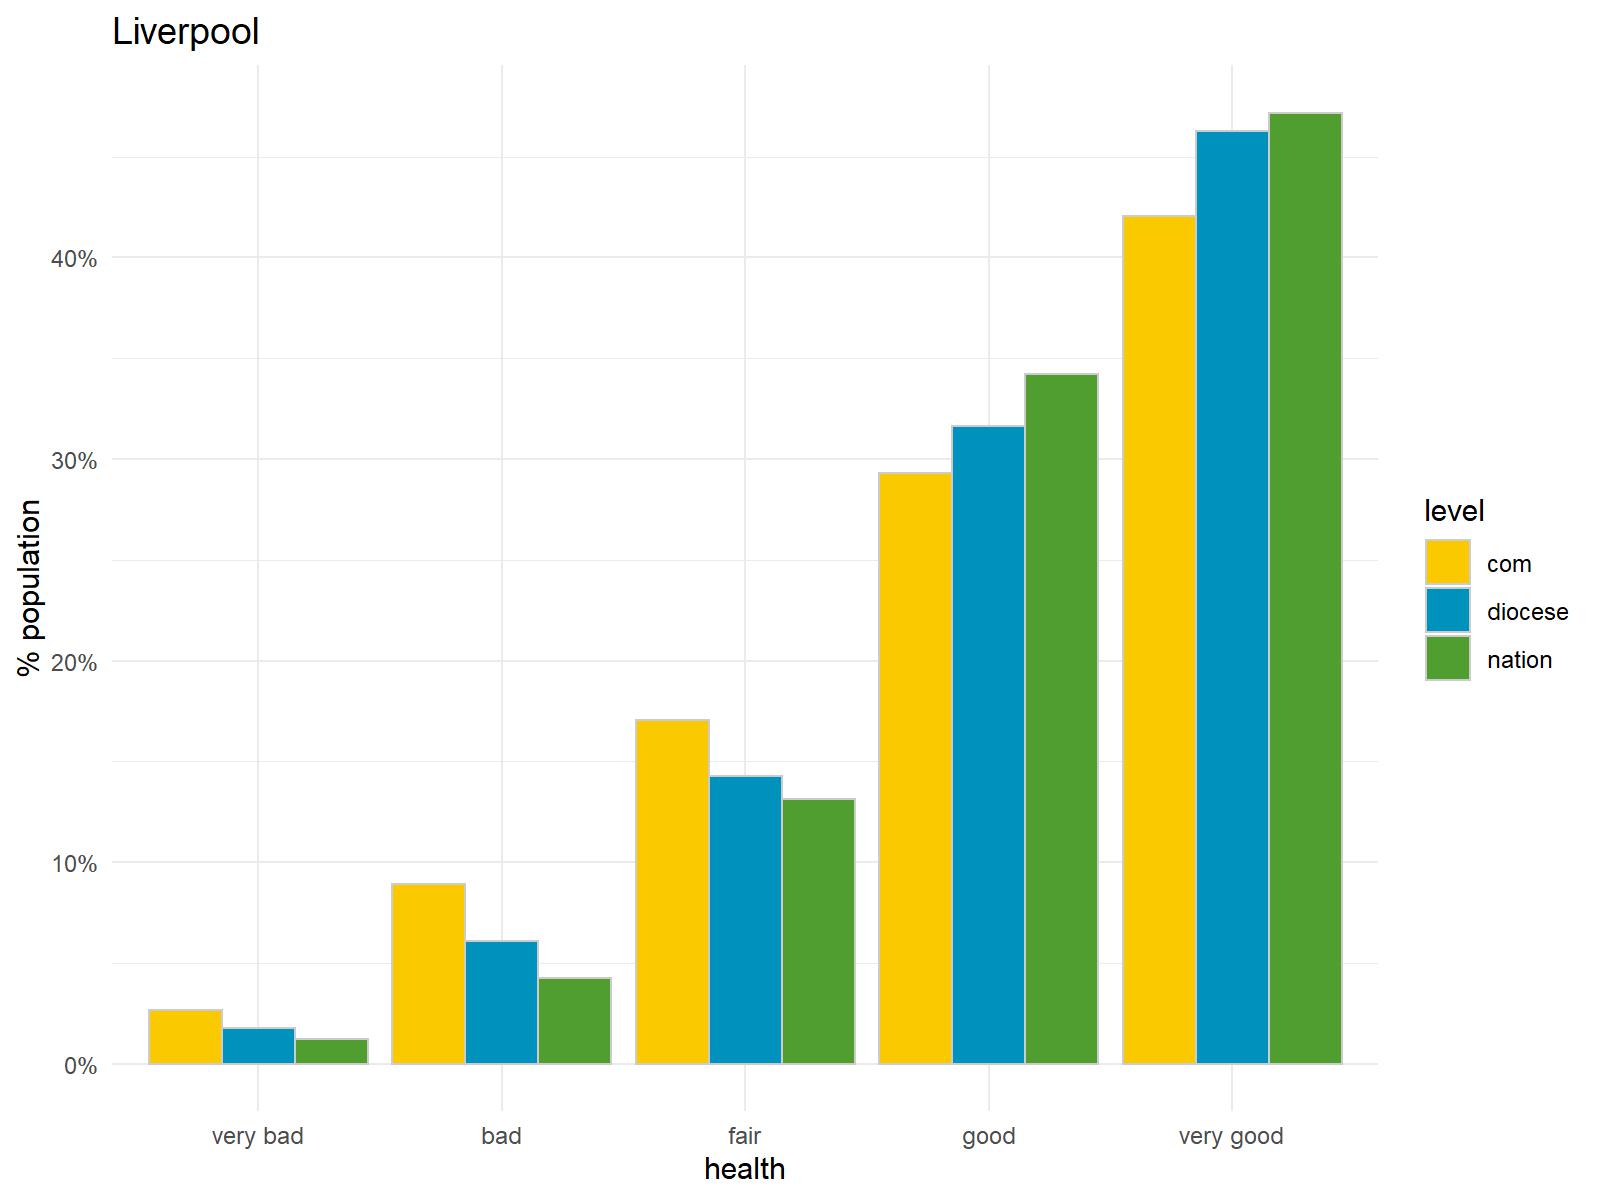 Liverpool
% population
40%
30%
20%
10%
0%
very bad
bad
fair
good
very good
health
level
com
diocese
nation